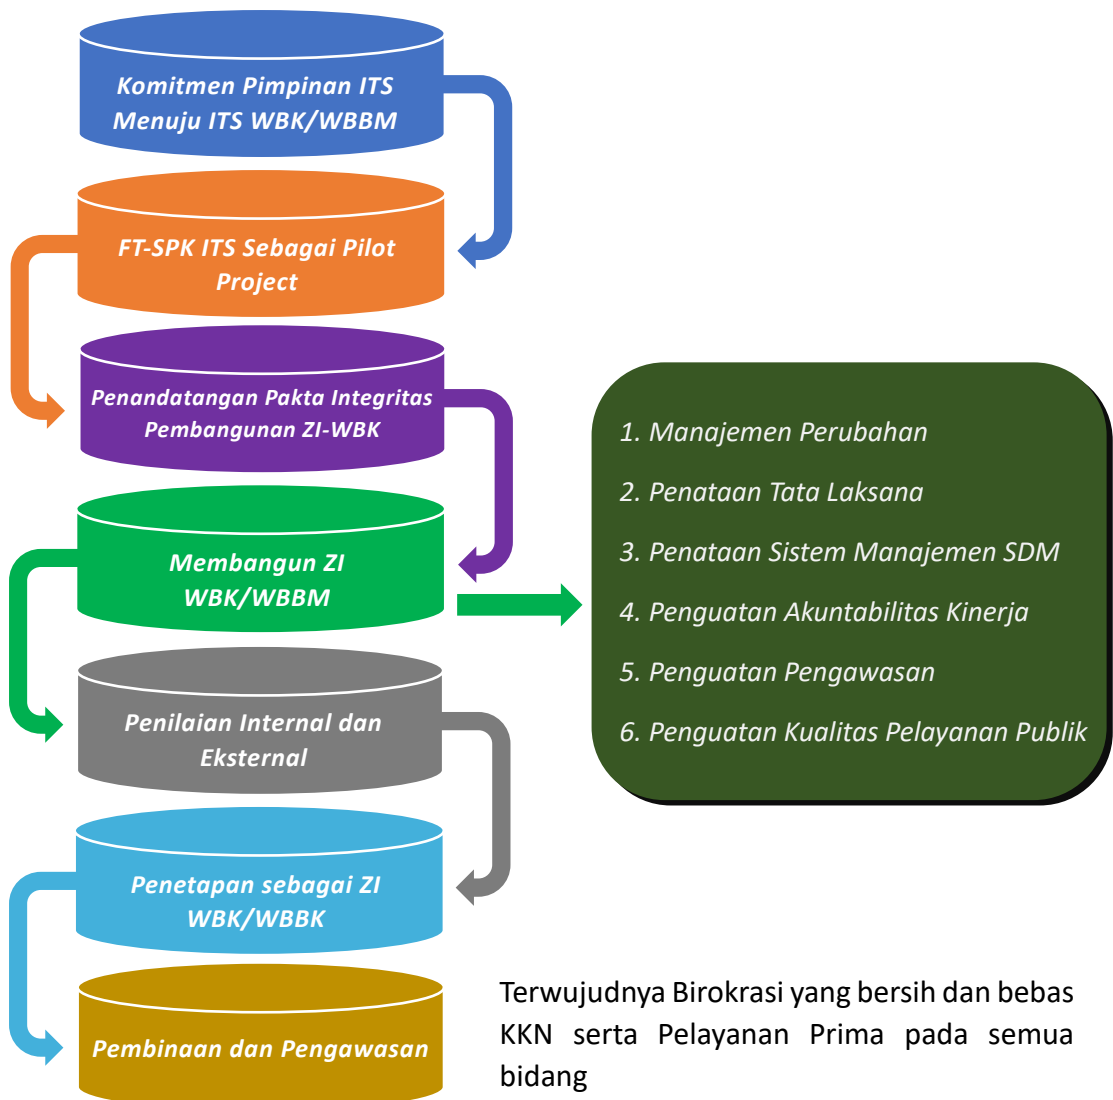 Komitmen Pimpinan ITS
Menuju ITS WBK/WBBM
FT-SPK ITS Sebagai Pilot
Project
Penandatangan Pakta Integritas
Pembangunan ZI-WBK
Membangun ZI
WBK/WBBM
1. Manajemen Perubahan
2. Penataan Tata Laksana
3. Penataan Sistem Manajemen SDM
4. Penguatan Akuntabilitas Kinerja
5. Penguatan Pengawasan
6. Penguatan Kualitas Pelayanan Publik
Penilaian Internal dan
Eksternal
Penetapan sebagai ZI
WBK/WBBK
Pembinaan dan Pengawasan
Terwujudnya Birokrasi yang bersih dan bebas
KKN serta Pelayanan Prima pada semua
bidang